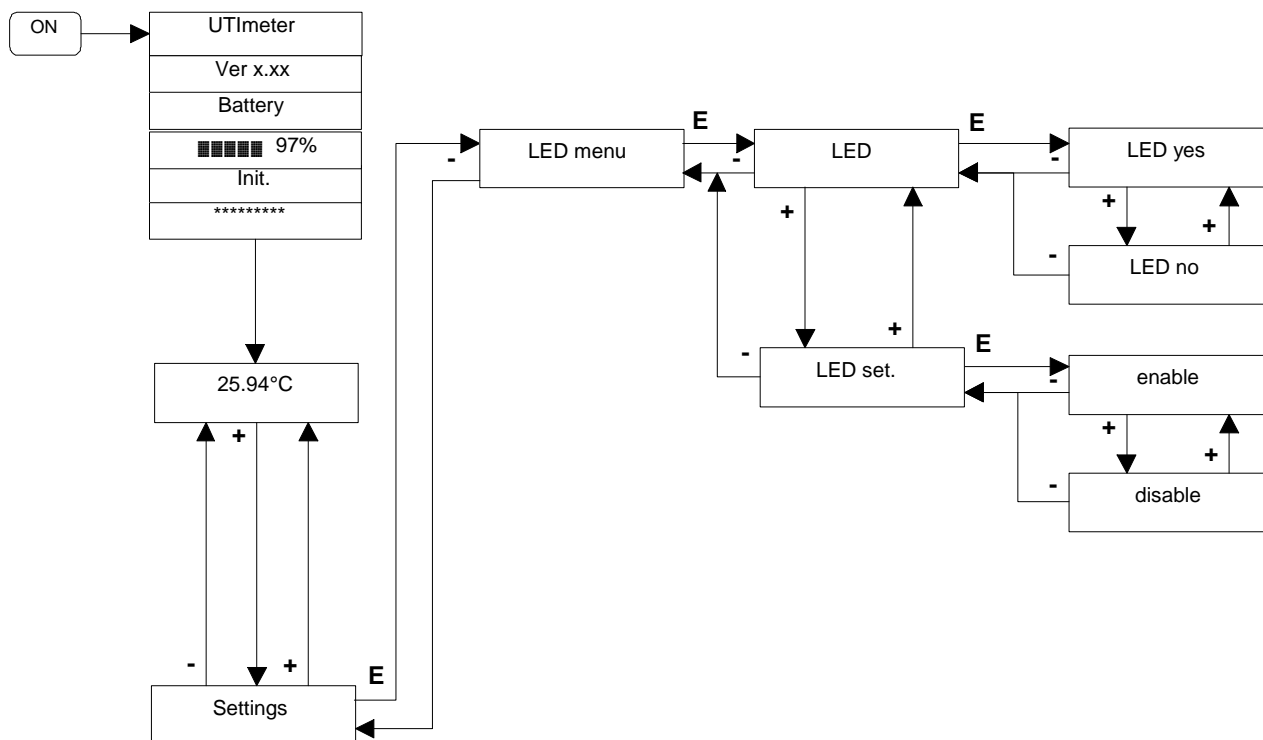 ON
UTImeter
Ver x.xx
Battery
97%
Init.
*********
25.94°C
+
-
+
Settings
E
-
LED menu
E
-
LED
E
-
LED yes
+
+
-
LED no
+
+
-
LED set.
E
-
enable
+
+
-
disable